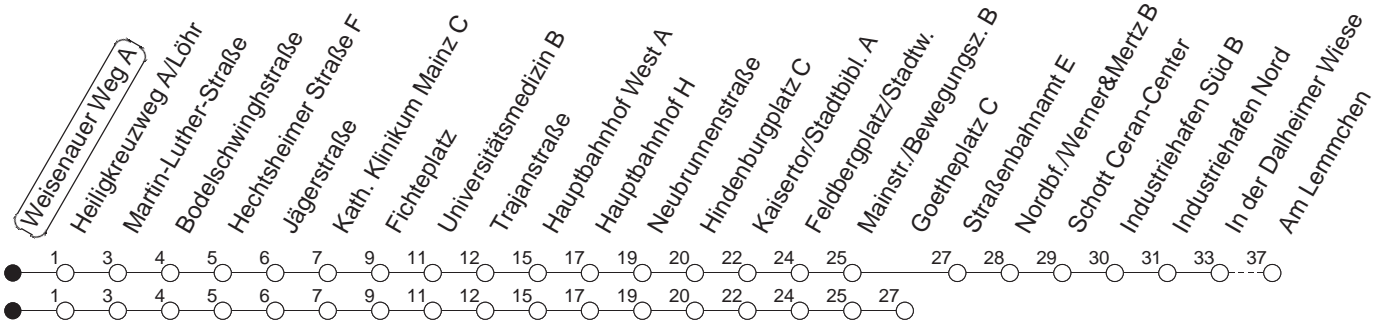 Weisenauer Weg A
Heiligkreuzweg A/Löhr
Martin-Luther-Straße
Bodelschwinghstraße
Hechtsheimer Straße F
Jägerstraße
Kath. Klinikum Mainz C
Fichteplatz
Universitätsmedizin B
Trajanstraße
Hauptbahnhof West A
Hauptbahnhof H
Neubrunnenstraße
Hindenburgplatz C
Kaisertor/Stadtbibl. A
Feldbergplatz/Stadtw.
Mainstr./Bewegungsz. B
Goetheplatz C
Straßenbahnamt E
Nordbf./Werner&Mertz B
Schott Ceran-Center
Industriehafen Süd B
Industriehafen Nord
In der Dalheimer Wiese
Am Lemmchen
1 3 4 5 6 7 9 11 12 15 17 19 20 22 24 25 27 28 29 30 31 33 37
1 3 4 5 6 7 9 11 12 15 17 19 20 22 24 25 27